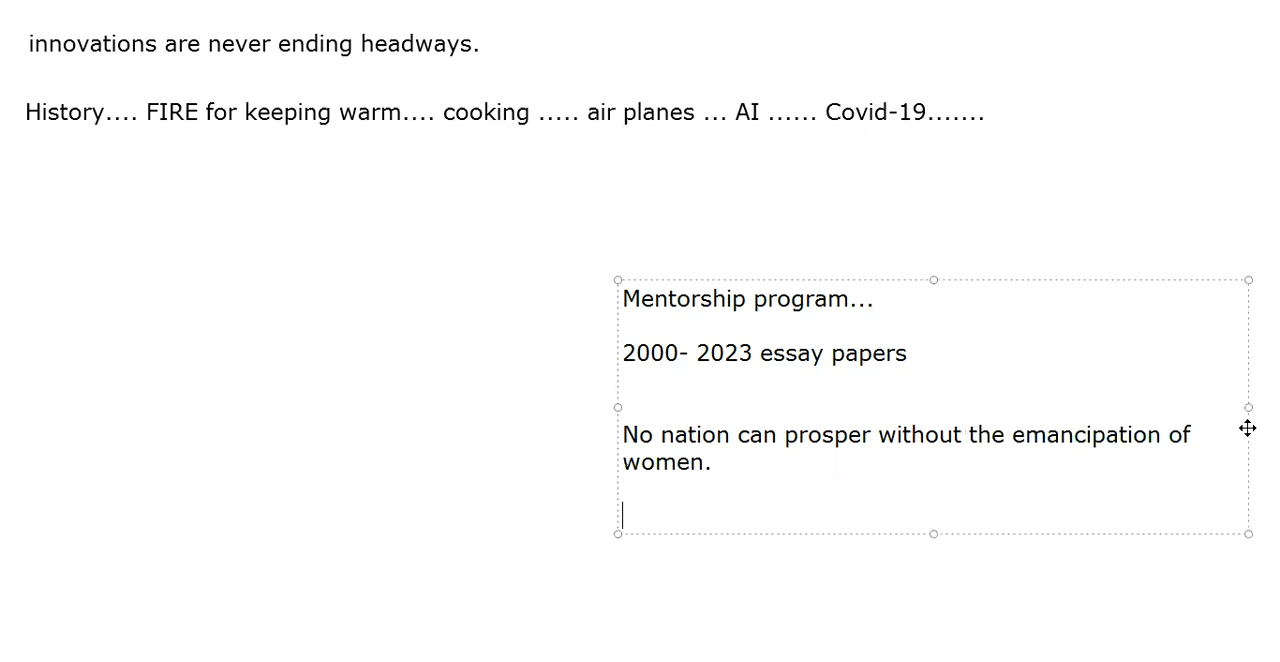 innovations are never ending headways.
History.... FIRE for keeping warm.... cooking ..... air planes ... AI ...... Covid-19.......
Mentorship program...
2000- 2023 essay papers
No nation can prosper without the emancipation of
women.